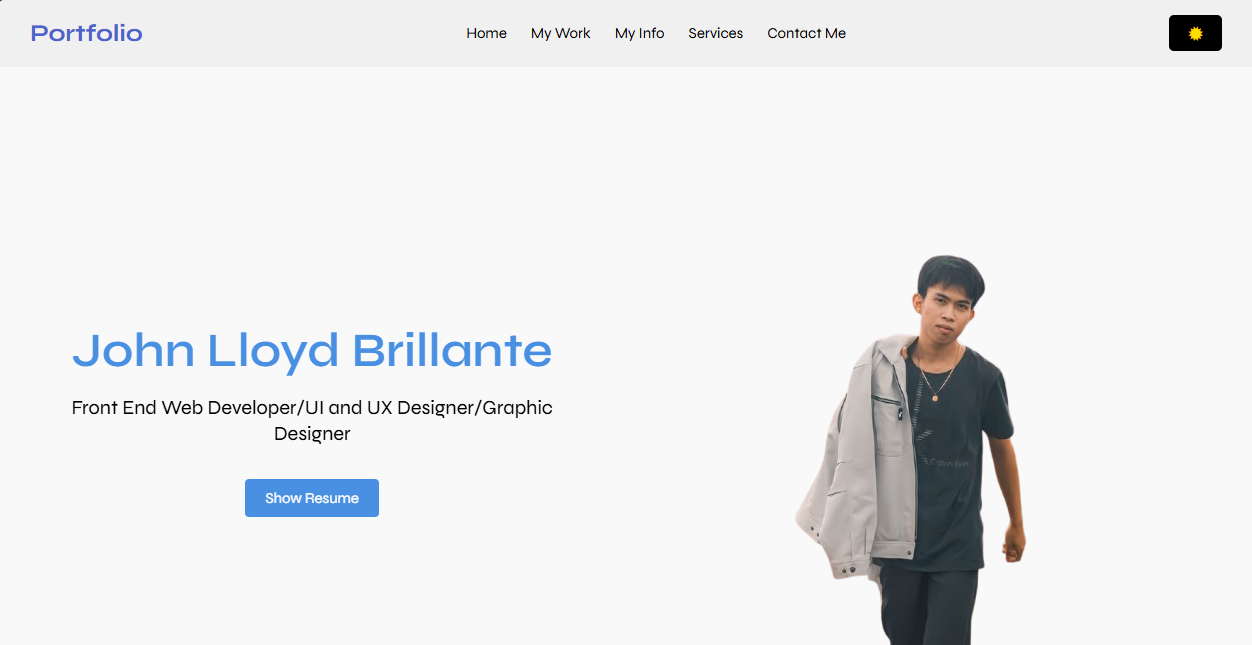 Portfolio
Home
My Work
My Info
Services
Contact Me
John Lloyd Brillante
Front End Web Developer/UI and UX Designer/Graphic
Designer
Show Resume